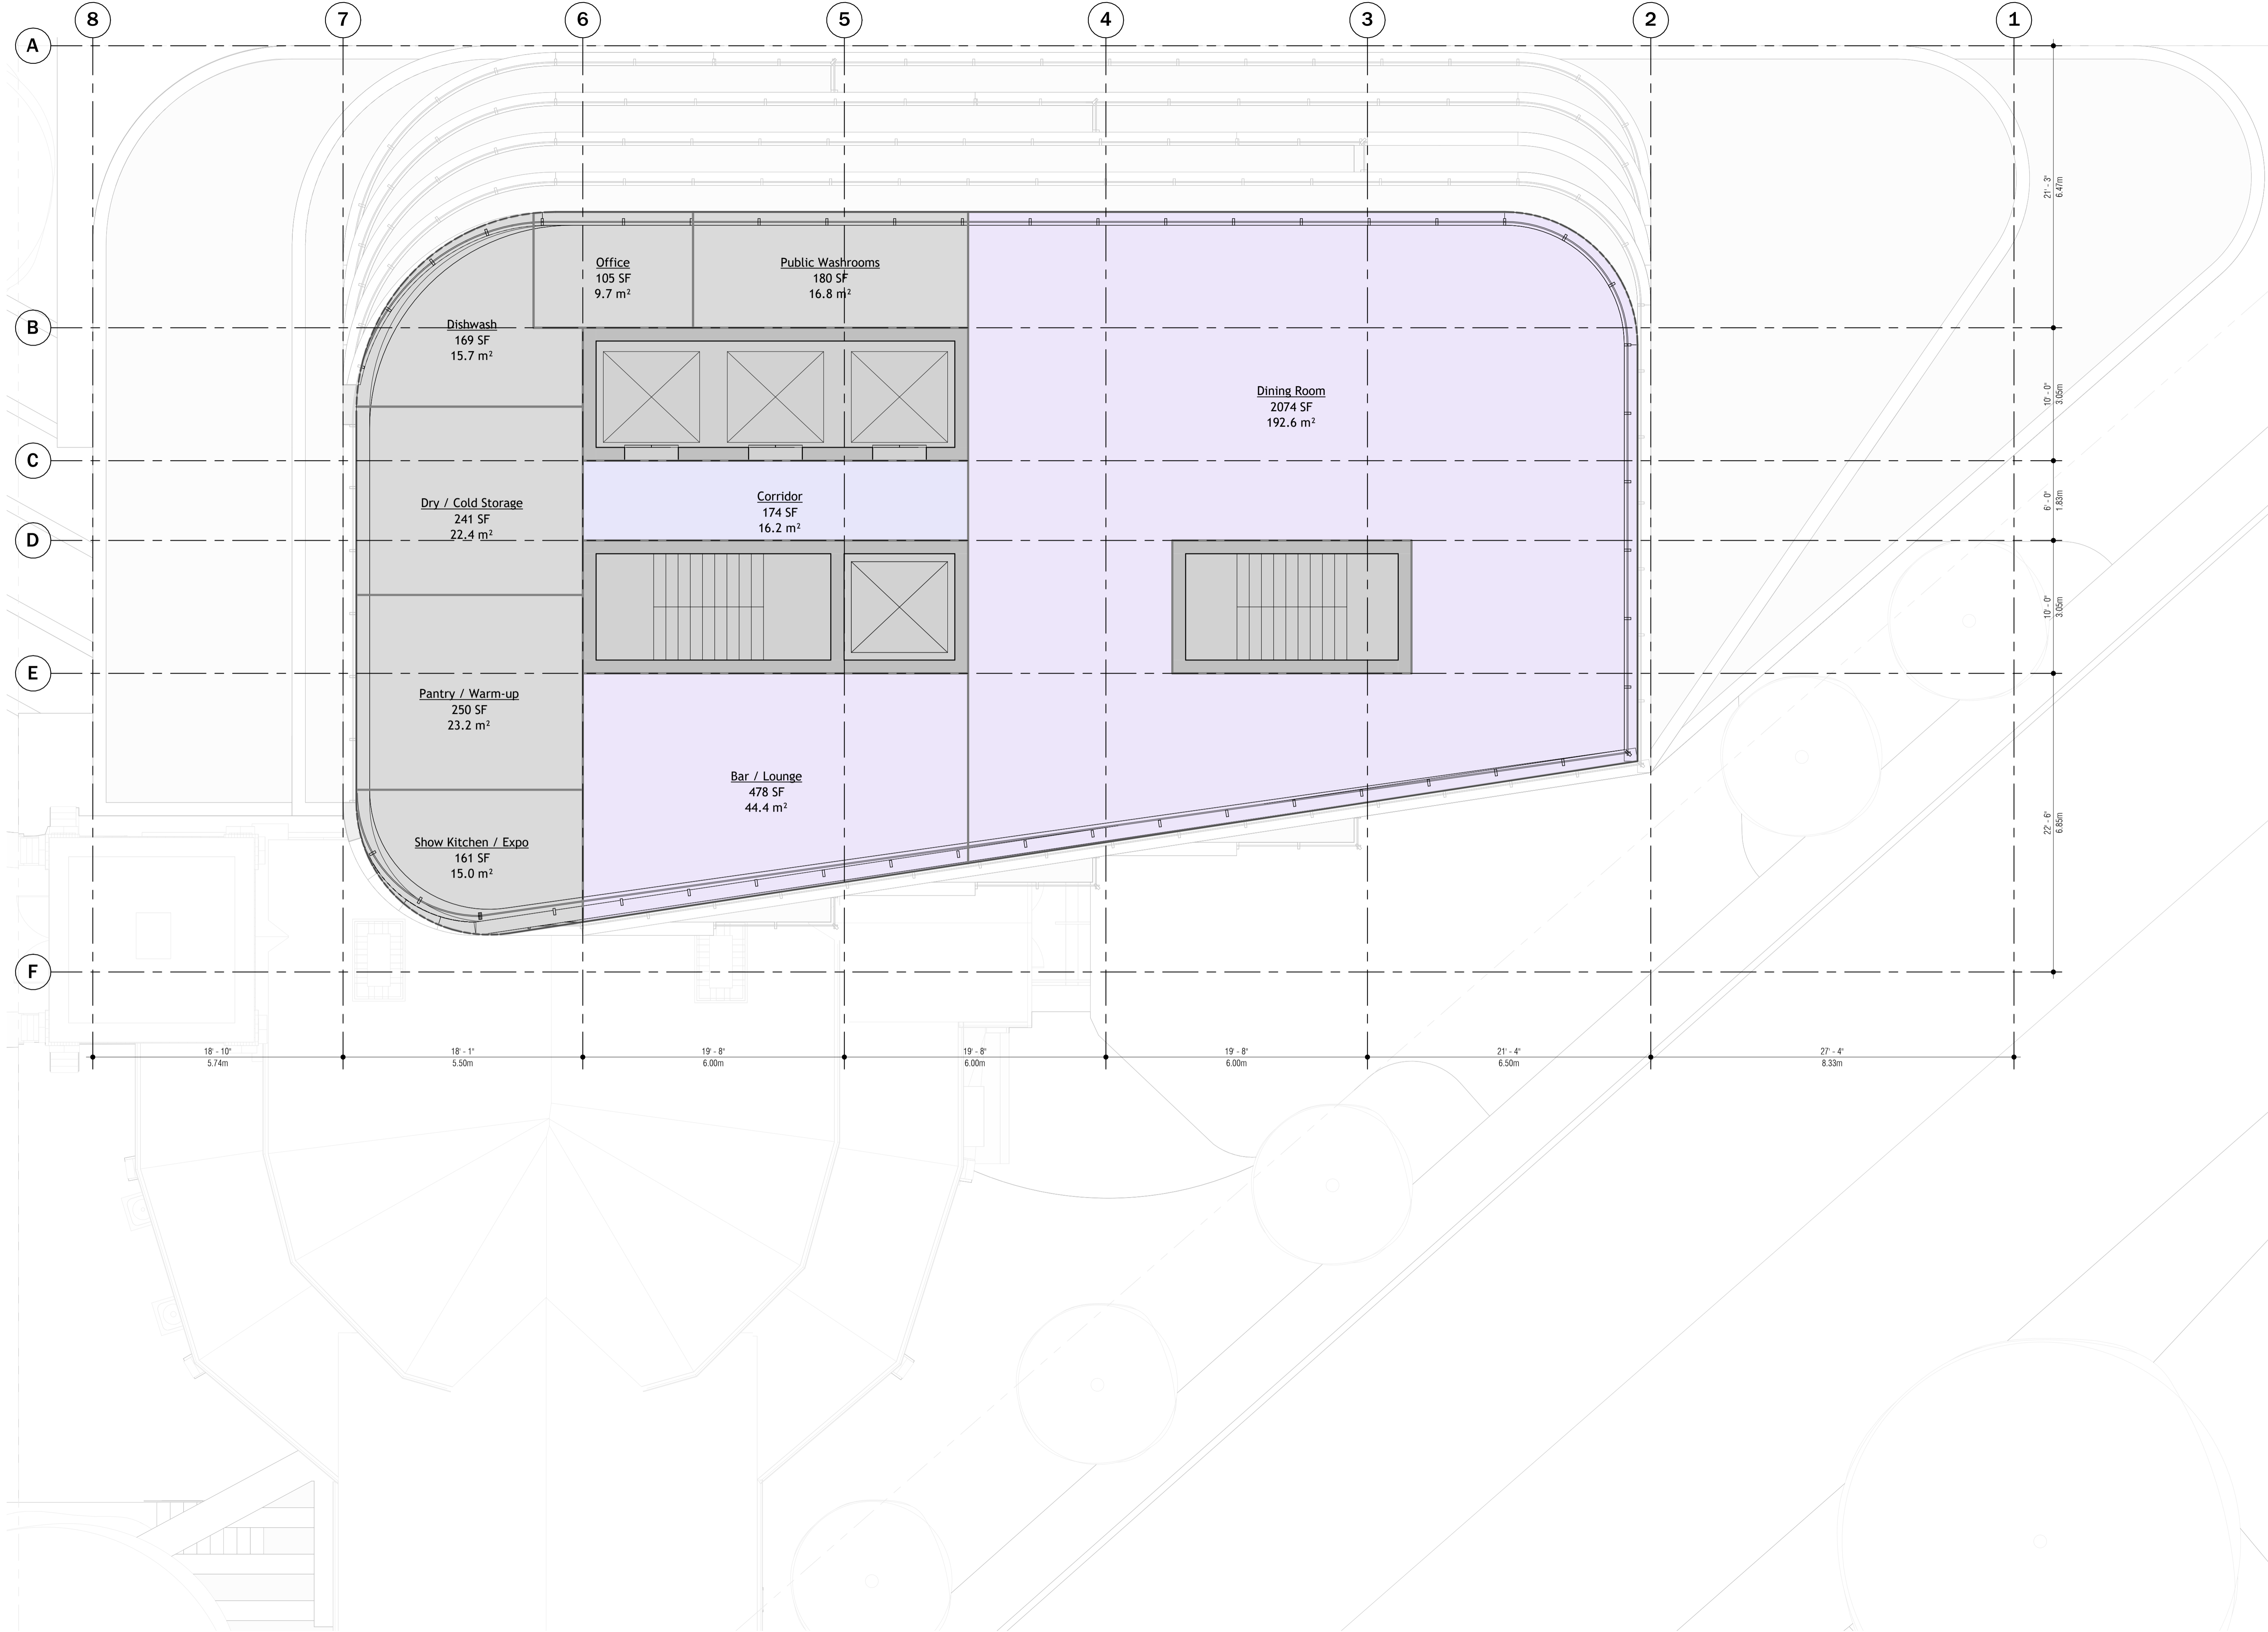 8
7
6
5
4
3
2
1
A
B
C
D
E
F
Office
105 SF
9.7 m²
Public Washrooms
180 SF
16.8 m²
Dishwash
169 SF
15.7 m²
Dining Room
2074 SF
192.6 m²
Dry / Cold Storage
241 SF
22.4 m²
Corridor
174 SF
16.2 m²
Pantry / Warm-up
250 SF
23.2 m²
Bar / Lounge
478 SF
44.4 m²
Show Kitchen / Expo
161 SF
15.0 m²
21' - 3"
6.47m
10' - 0"
3.05m
6' - 0"
1.83m
10' - 0"
3.05m
22' - 6"
6.85m
18' - 10"
5.74m
18' - 1"
5.50m
19' - 8"
6.00m
19' - 8"
6.00m
19' - 8"
6.00m
21' - 4"
6.50m
27' - 4"
8.33m